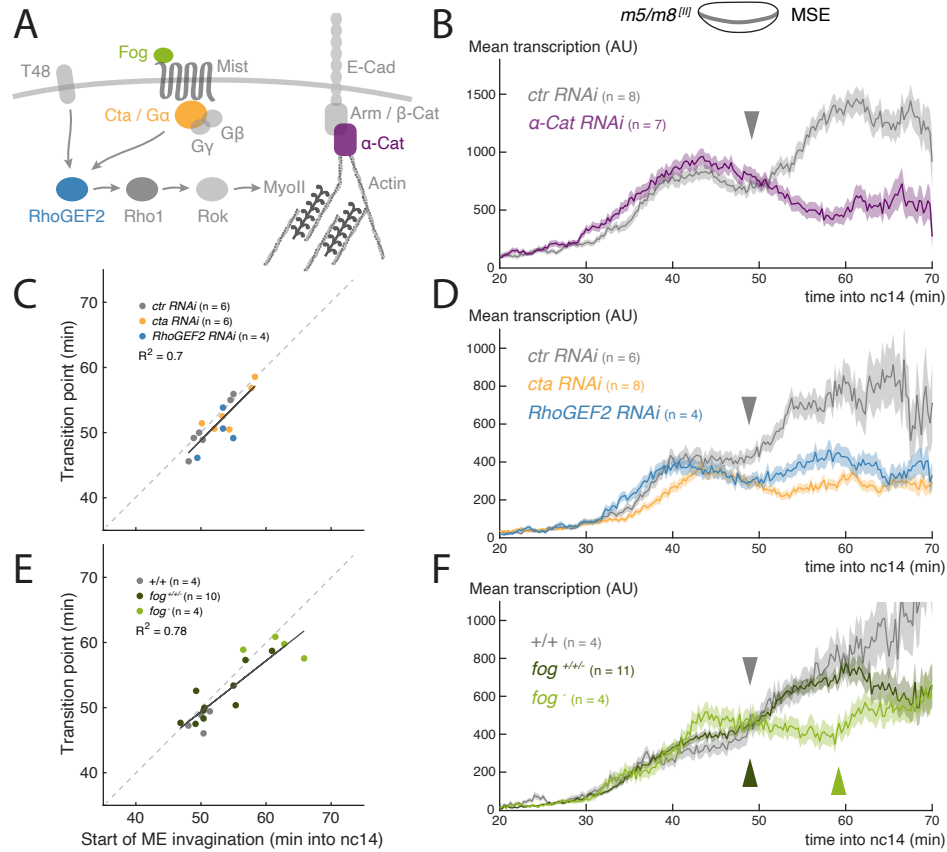 A
Fog
T48
Mist
E-Cad
Cta / Gα
Gβ
Gγ
Arm / β-Cat
α-Cat
RhoGEF2
Rho1
Rok
MyoII
Actin
B
m5/m8[II]
MSE
Mean transcription (AU)
ctr RNAi (n = 8)
α-Cat RNAi (n = 7)
1500
1000
500
0
20 30 40 50 60 70
time into nc14 (min)
C
Transition point (min)
ctr RNAi (n = 6)
cta RNAi (n = 6)
RhoGEF2 RNAi (n = 4)
R2 = 0.7
70
60
50
40
D
Mean transcription (AU)
ctr RNAi (n = 6)
cta RNAi (n = 8)
RhoGEF2 RNAi (n = 4)
1000
800
600
400
200
0
20 30 40 50 60 70
time into nc14 (min)
E
Transition point (min)
+/+ (n = 4)
fog +/+/- (n = 10)
fog - (n = 4)
R2 = 0.78
70
60
50
40
40 50 60 70
Start of ME invagination (min into nc14)
F
Mean transcription (AU)
+/+ (n = 4)
fog +/+/- (n = 11)
fog - (n = 4)
800
600
400
200
0
20 30 40 50 60 70
time into nc14 (min)